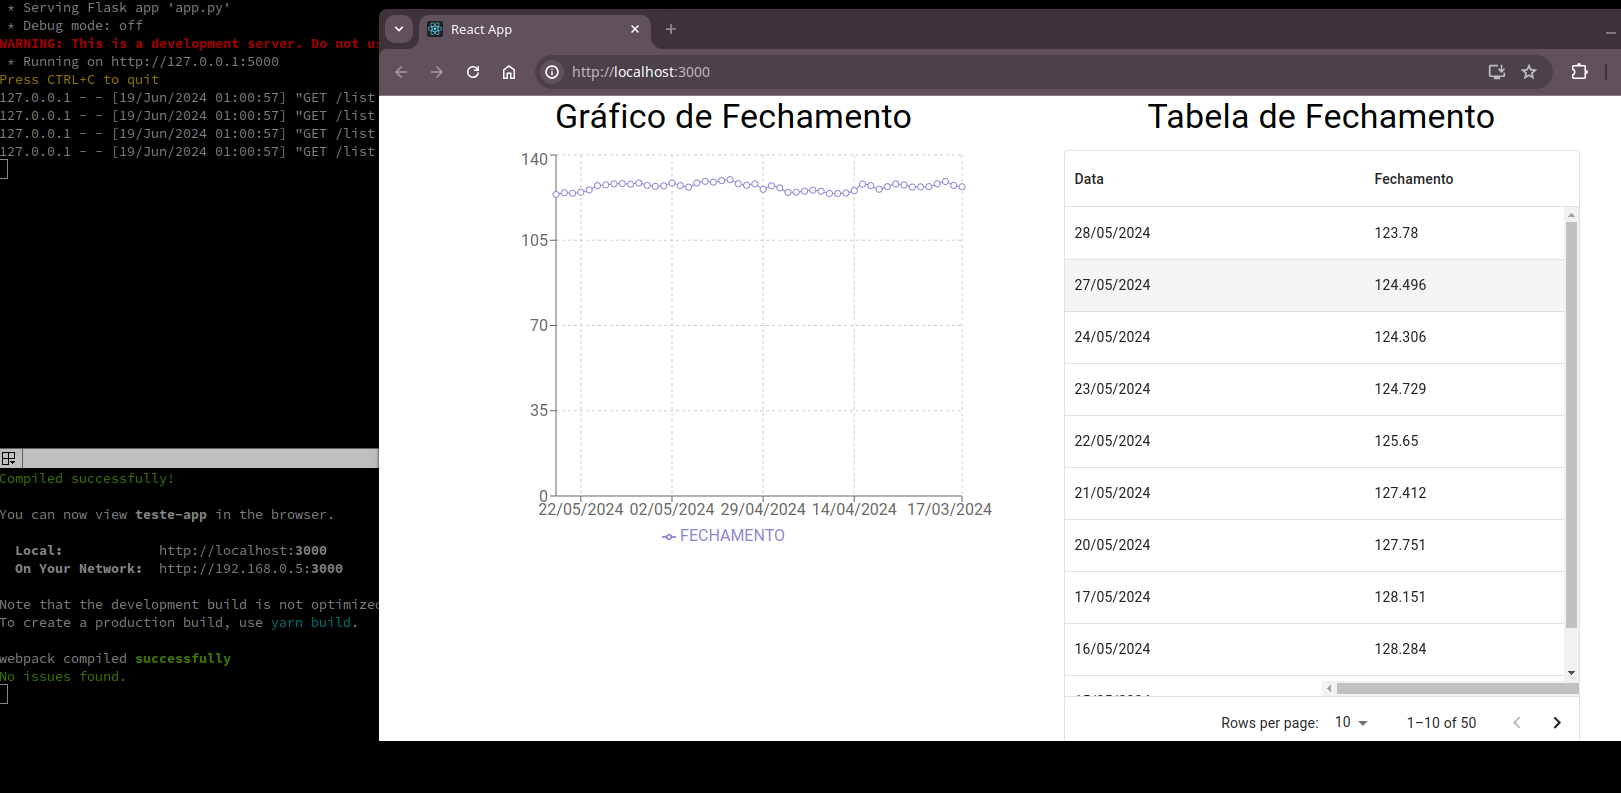 * Serving Flask app 'app.py'
* Debug mode: off
WARNING: This is a development server. Do not us
* Running on http://127.0.0.1:5000
Press CTRL+C to quit
127.0.0.1 - - [19/Jun/2024 01:00:57] "GET /list
127.0.0.1 - - [19/Jun/2024 01:00:57] "GET /list
127.0.0.1 - - [19/Jun/2024 01:00:57] "GET /list
127.0.0.1 - - [19/Jun/2024 01:00:57] "GET /list
Compiled successfully!
You can now view teste-app in the browser.
Local: http://localhost:3000
On Your Network: http://192.168.0.5:3000
Note that the development build is not optimized
To create a production build, use yarn build.
webpack compiled successfully
No issues found.
React App
http://localhost:3000
Gráfico de Fechamento
140
105
70
35
0
22/05/2024 02/05/2024 29/04/2024 14/04/2024 17/03/2024
FECHAMENTO
Tabela de Fechamento
Data Fechamento
28/05/2024 123.78
27/05/2024 124.496
24/05/2024 124.306
23/05/2024 124.729
22/05/2024 125.65
21/05/2024 127.412
20/05/2024 127.751
17/05/2024 128.151
16/05/2024 128.284
Rows per page: 10 1–10 of 50